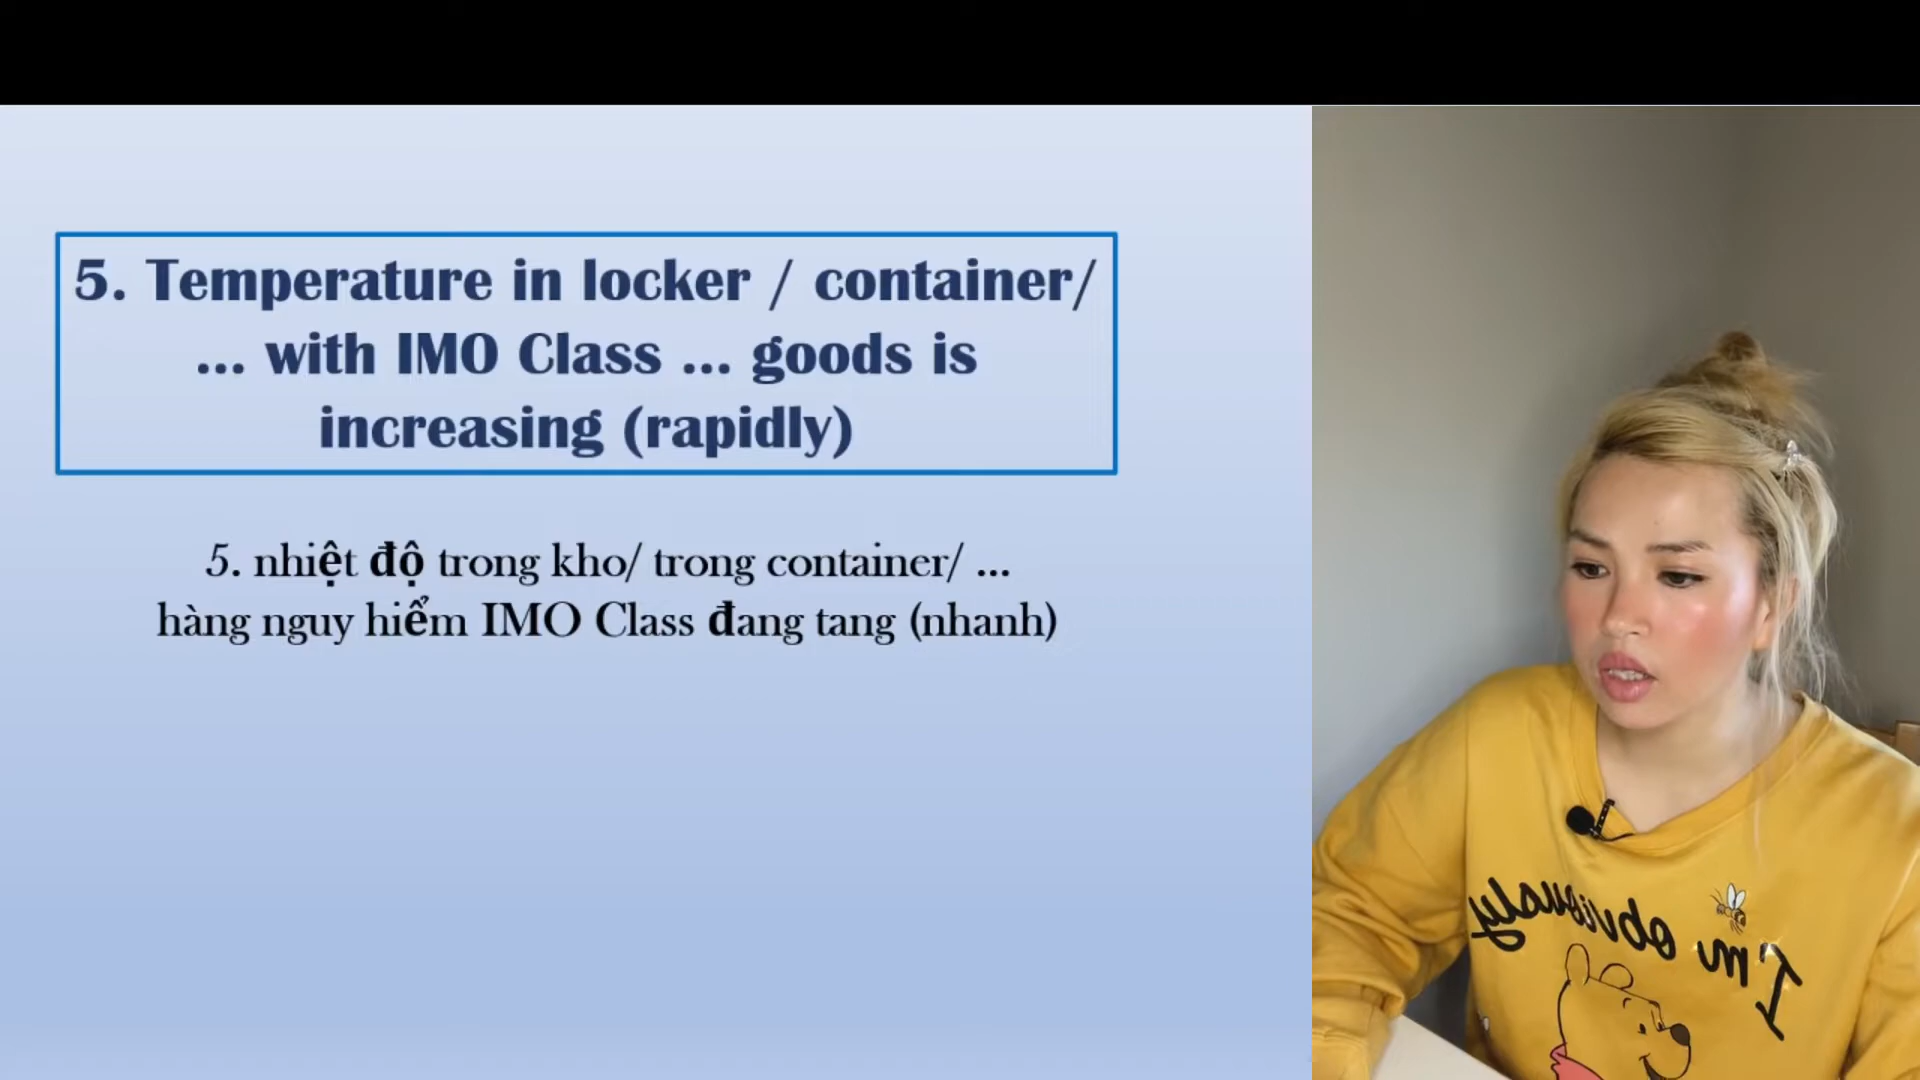 5. Temperature in locker / container/
... with IMO Class ... goods is
increasing (rapidly)
5. nhiệt độ trong kho/ trong container/ ...
hàng nguy hiểm IMO Class đang tang (nhanh)
I'm obviously